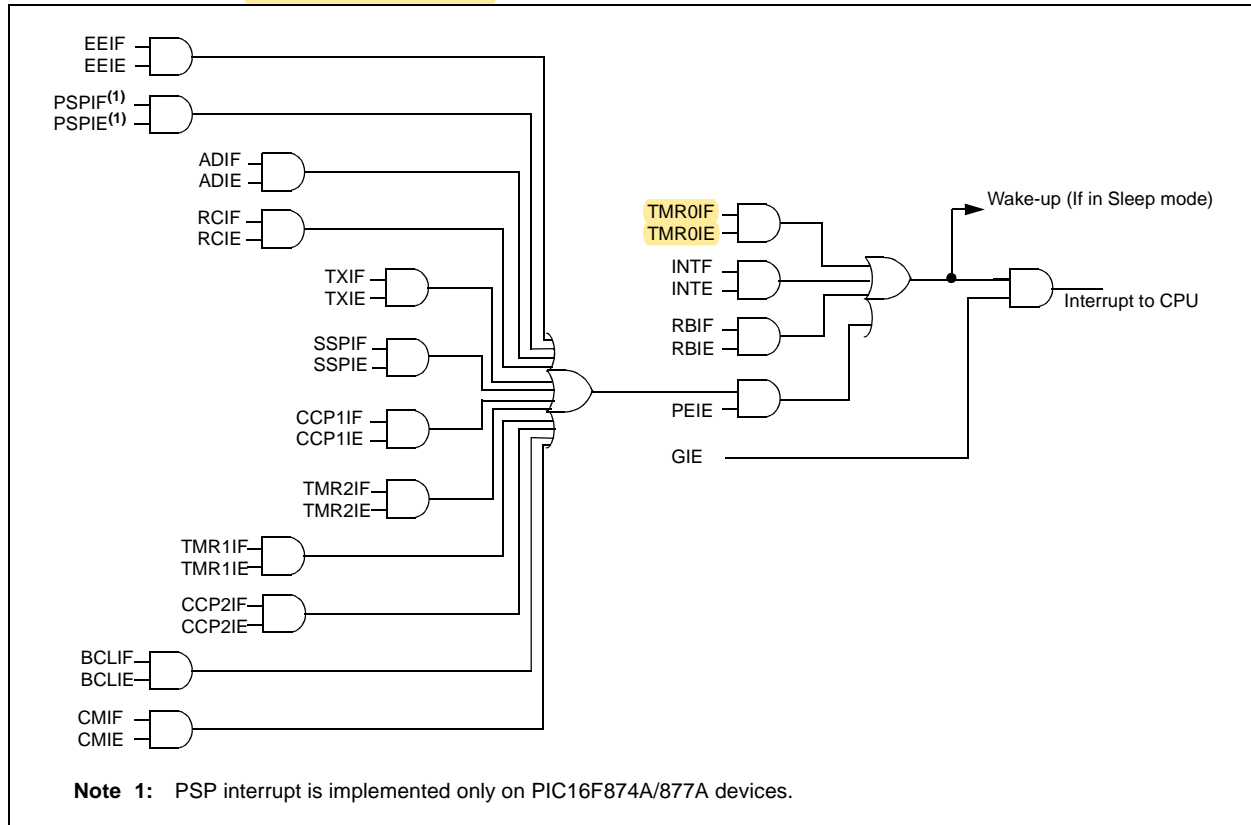 EEIF
EEIE
PSPIF(1)
PSPIE(1)
ADIF
ADIE
RCIF
RCIE
TXIF
TXIE
SSPIF
SSPIE
CCP1IF
CCP1IE
TMR2IF
TMR2IE
TMR1IF
TMR1IE
CCP2IF
CCP2IE
BCLIF
BCLIE
CMIF
CMIE
TMR0IF
TMR0IE
INTF
INTE
RBIF
RBIE
PEIE
GIE
Wake-up (If in Sleep mode)
Interrupt to CPU
Note 1: PSP interrupt is implemented only on PIC16F874A/877A devices.